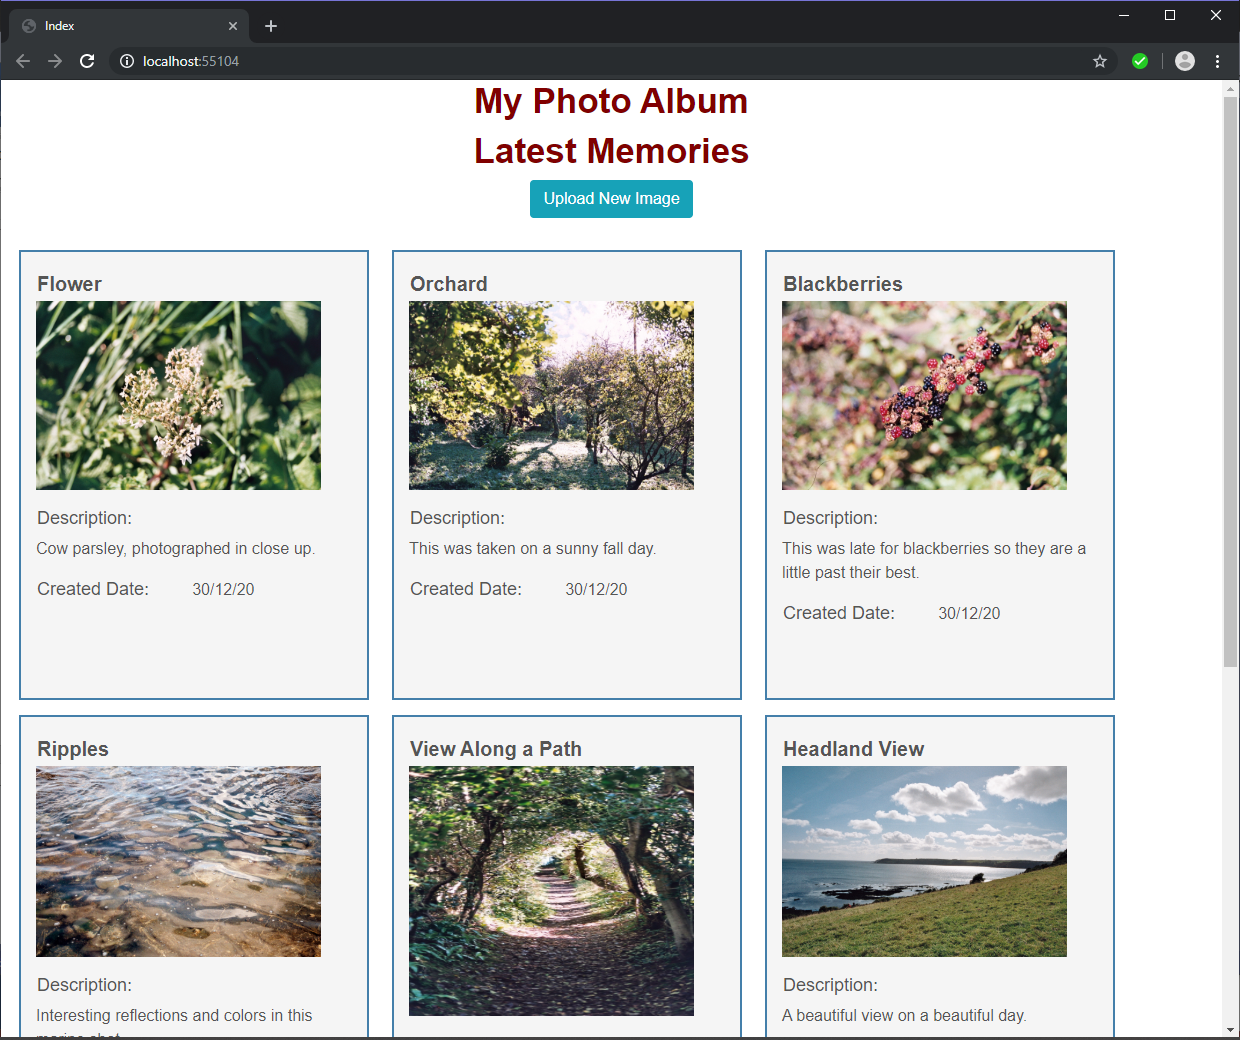 Index
localhost:55104
My Photo Album
Latest Memories
Upload New Image
Flower
Description:
Cow parsley, photographed in close up.
Created Date: 30/12/20
Orchard
Description:
This was taken on a sunny fall day.
Created Date: 30/12/20
Blackberries
Description:
This was late for blackberries so they are a
little past their best.
Created Date: 30/12/20
Ripples
Description:
Interesting reflections and colors in this
View Along a Path
Headland View
Description:
A beautiful view on a beautiful day.